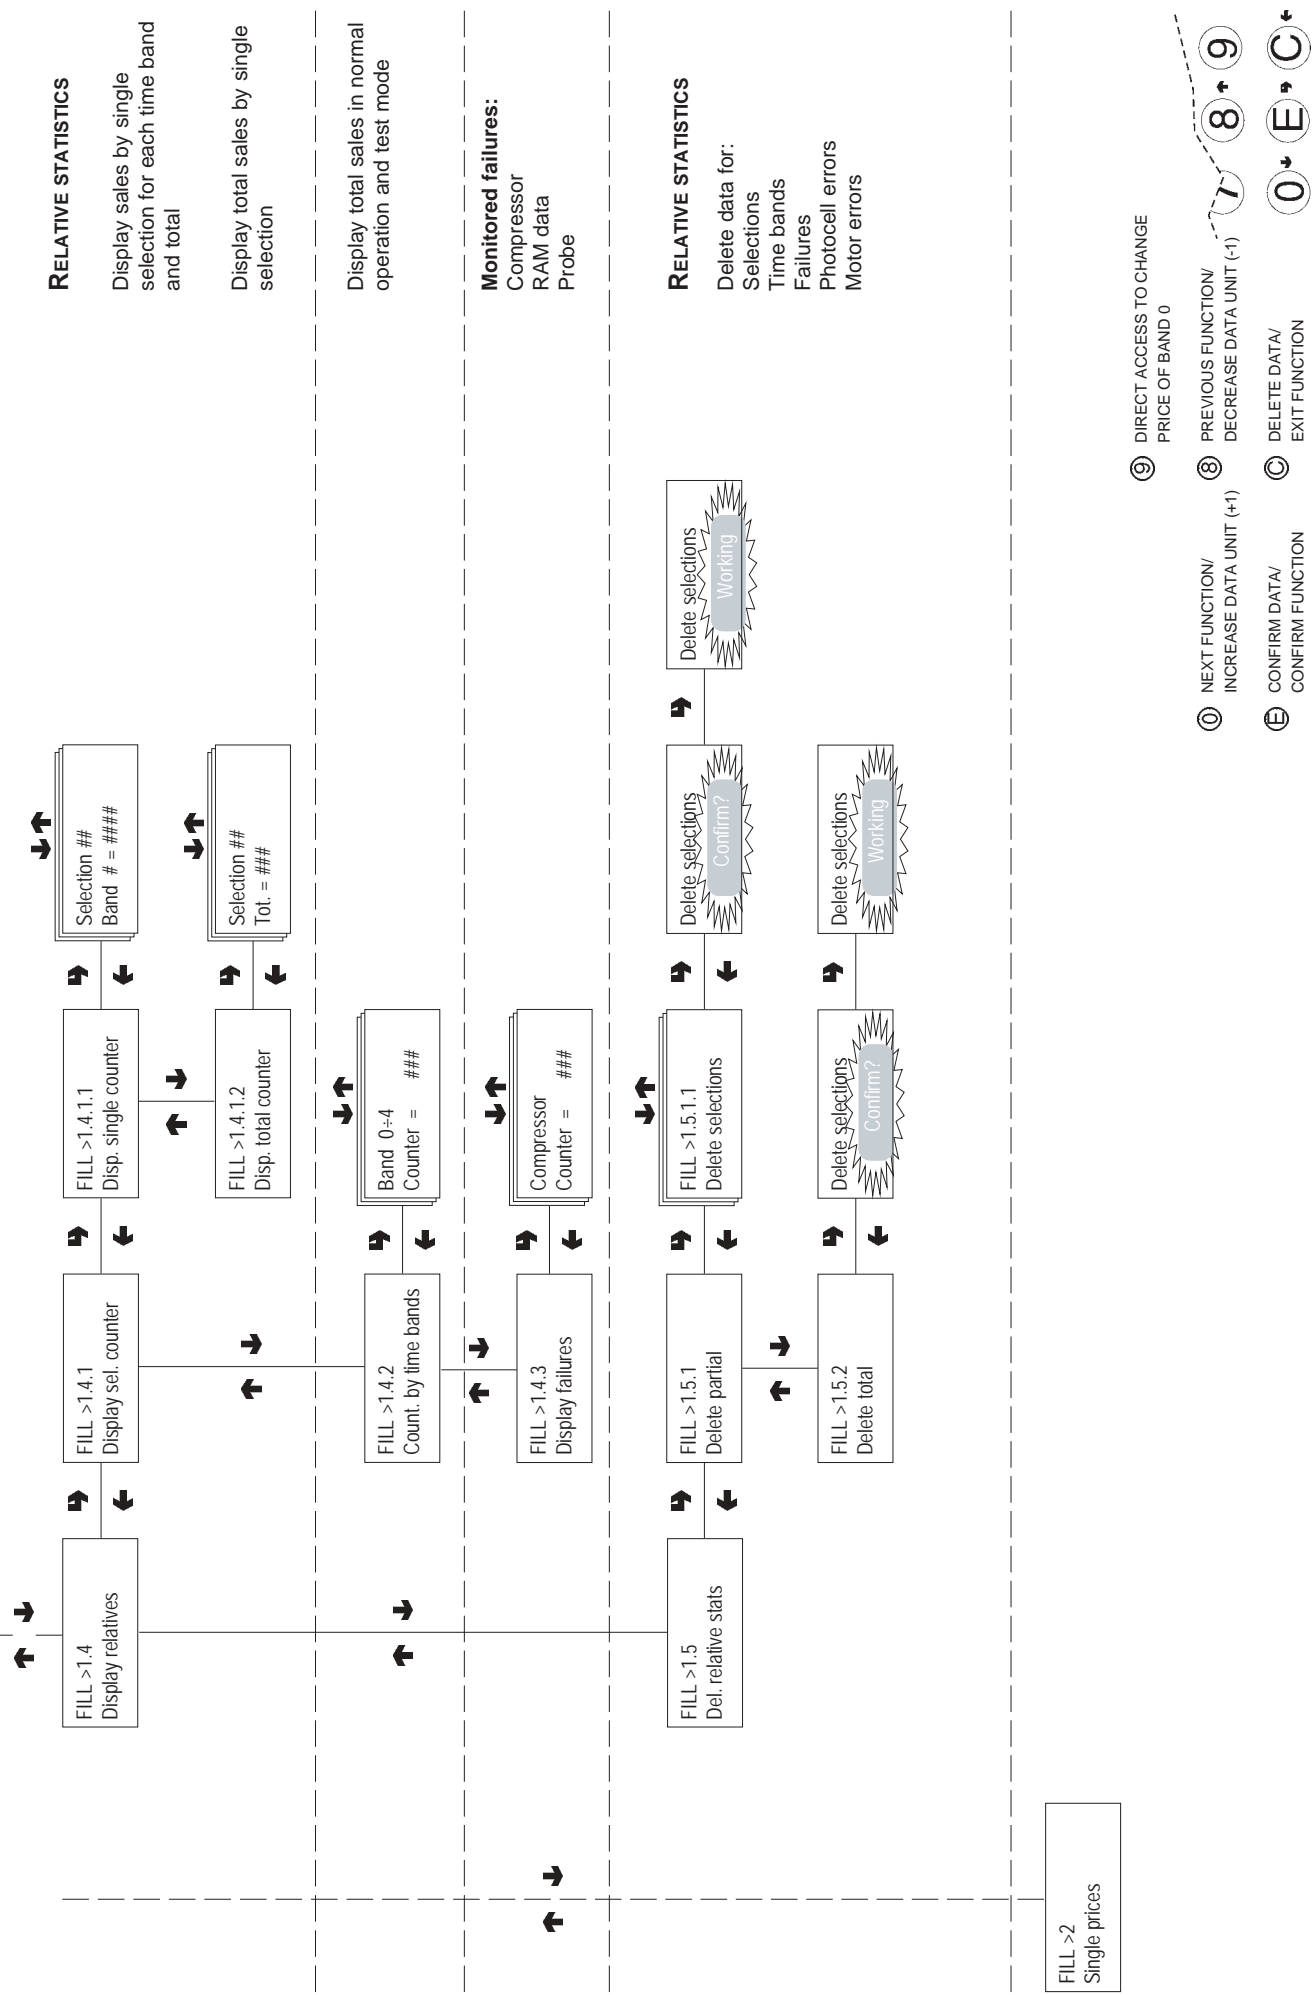 FILL >1.4
Display relatives
FILL >1.4.1
Display sel. counter
FILL >1.4.1.1
Disp. single counter
Selection ##
Band # = ####
RELATIVE STATISTICS
Display sales by single
selection for each time band
and total
FILL >1.4.1.2
Disp. total counter
Selection ##
Tot. = ###
Display total sales by single
selection
FILL >1.4.2
Count. by time bands
Band 0÷4
Counter = ###
Display total sales in normal
operation and test mode
FILL >1.4.3
Display failures
Compressor
Counter = ###
Monitored failures:
Compressor
RAM data
Probe
FILL >1.5
Del. relative stats
FILL >1.5.1
Delete partial
FILL >1.5.1.1
Delete selections
Delete selections
Confirm?
Delete selections
Working
RELATIVE STATISTICS
Delete data for:
Selections
Time bands
Failures
Photocell errors
Motor errors
FILL >1.5.2
Delete total
Delete selections
Confirm?
Delete selections
Working
FILL >2
Single prices
9 DIRECT ACCESS TO CHANGE
PRICE OF BAND 0
0 NEXT FUNCTION/
INCREASE DATA UNIT (+1)
8 PREVIOUS FUNCTION/
DECREASE DATA UNIT (-1)
E CONFIRM DATA/
CONFIRM FUNCTION
C DELETE DATA/
EXIT FUNCTION
7 8 9
0 E C